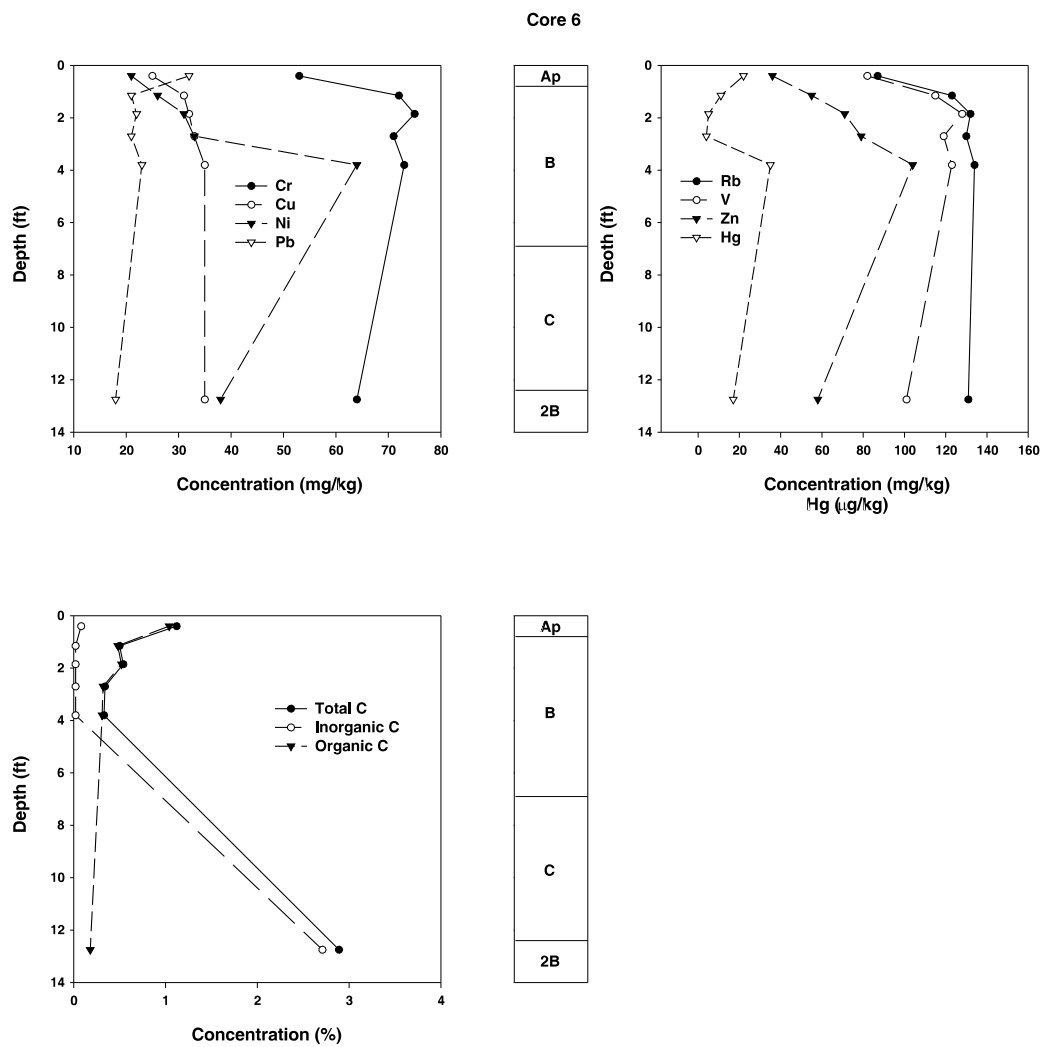 Core 6
0
2
4
6
8
10
12
14
Depth (ft)
10 20 30 40 50 60 70 80
Concentration (mg/kg)
Cr
Cu
Ni
Pb
Ap
B
C
2B
0
2
4
6
8
10
12
14
Deoth (ft)
0 20 40 60 80 100 120 140 160
Concentration (mg/kg)
Hg (µg/kg)
Rb
V
Zn
Hg
0
2
4
6
8
10
12
14
Depth (ft)
0 1 2 3 4
Concentration (%)
Total C
Inorganic C
Organic C
Ap
B
C
2B